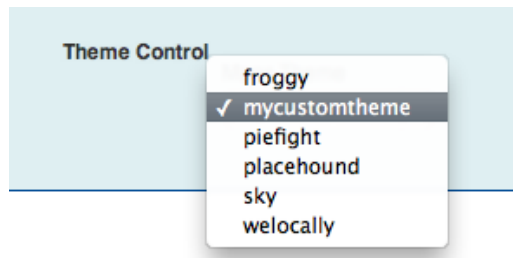 Theme Control
froggy
✓ mycustomtheme
piefight
placehound
sky
welocally